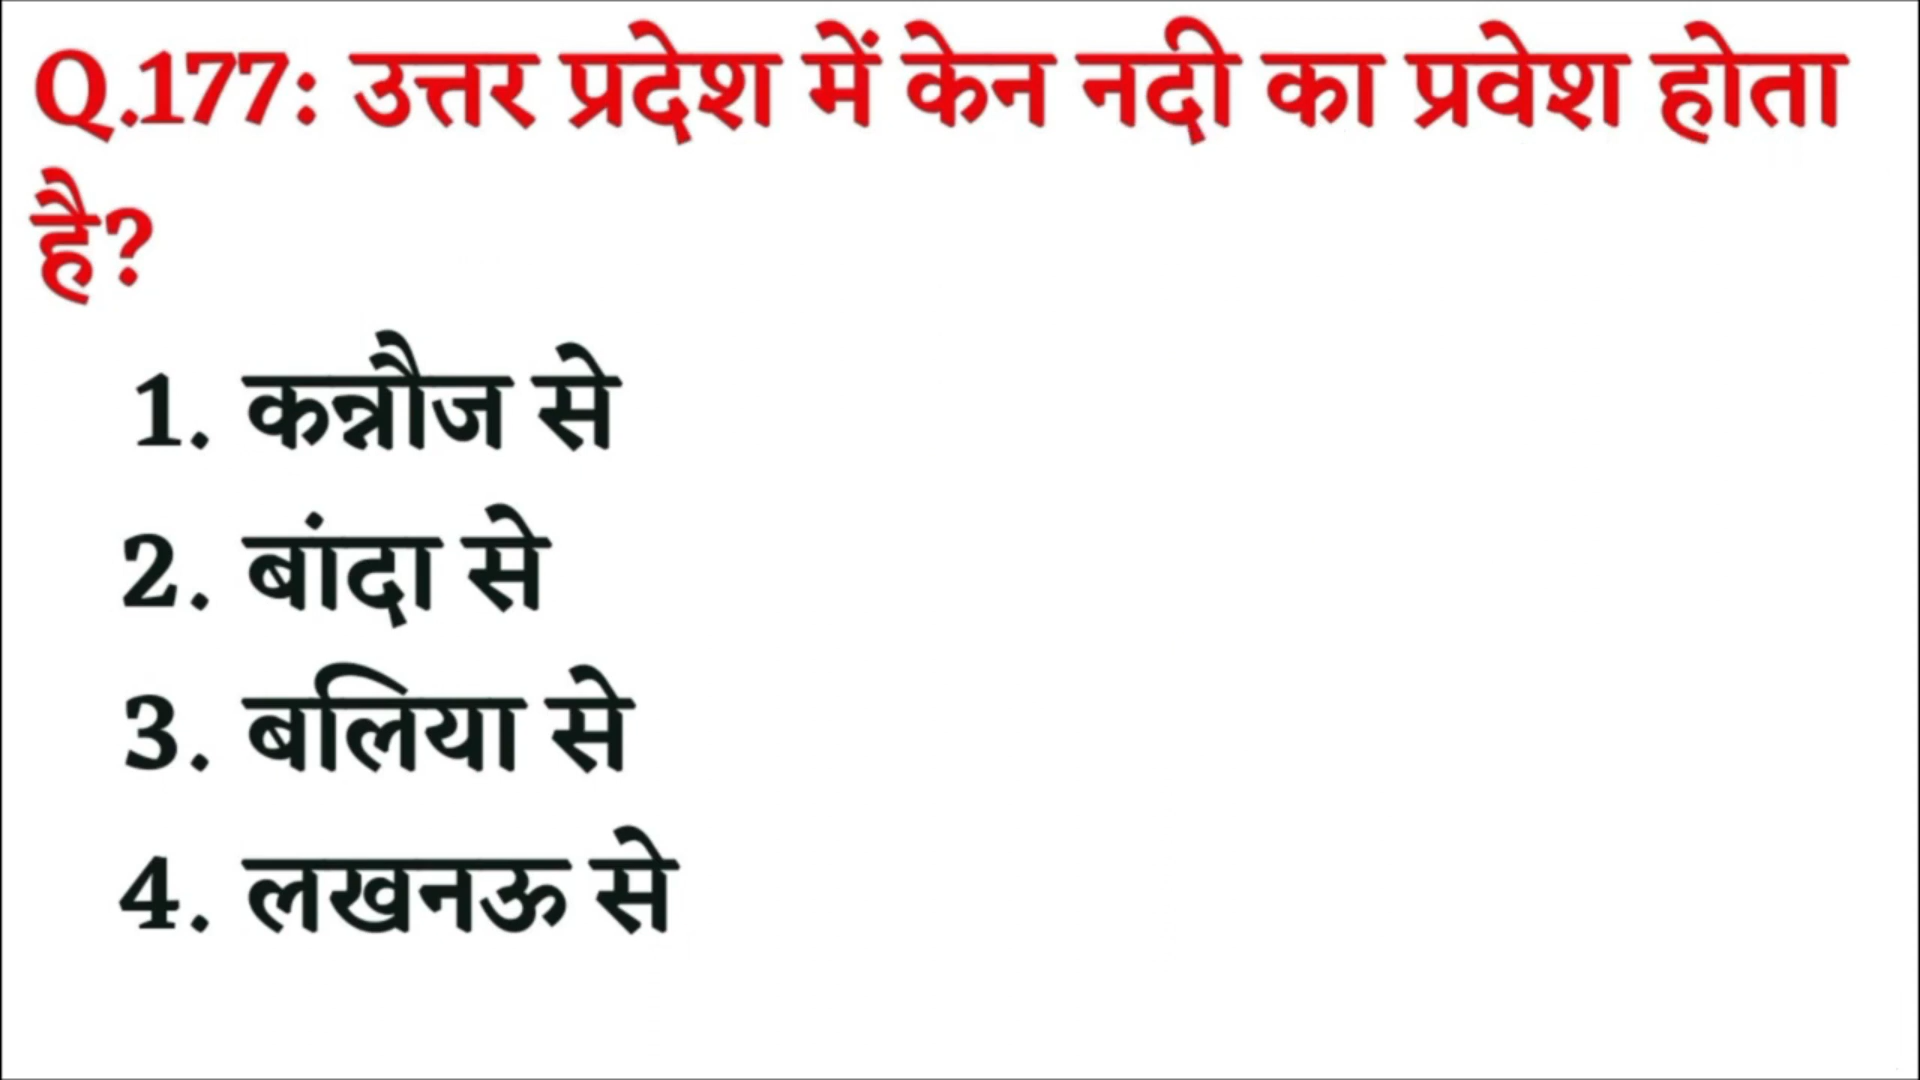 Q.177: उत्तर प्रदेश में केन नदी का प्रवेश होता
है?
1. कन्नौज से
2. बांदा से
3. बलिया से
4. लखनऊ से